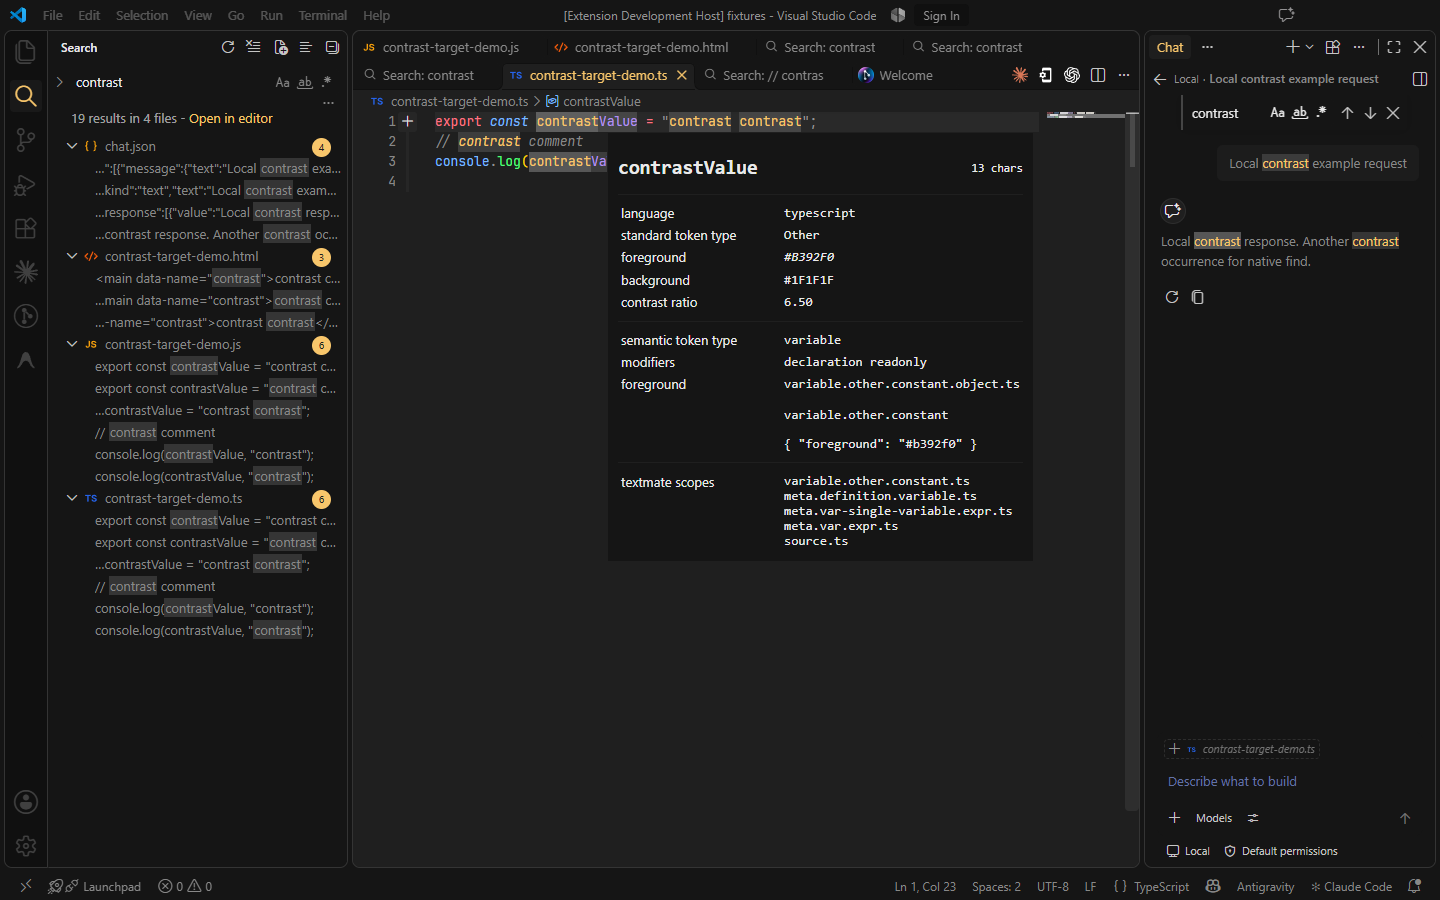 File Edit Selection View Go Run Terminal Help
[Extension Development Host] fixtures - Visual Studio Code
Sign In
Search
contrast
Aa ab .*
19 results in 4 files - Open in editor
{ } chat.json 4
...":[{"message":{"text":"Local contrast exa...
...kind":"text","text":"Local contrast exam...
...response":[{"value":"Local contrast resp...
...contrast response. Another contrast oc...
contrast-target-demo.html 3
<main data-name="contrast">contrast c...
...main data-name="contrast">contrast c...
...-name="contrast">contrast contrast</...
JS contrast-target-demo.js 6
export const contrastValue = "contrast c...
export const contrastValue = "contrast c...
...contrastValue = "contrast contrast";
// contrast comment
console.log(contrastValue, "contrast");
console.log(contrastValue, "contrast");
TS contrast-target-demo.ts 6
export const contrastValue = "contrast c...
export const contrastValue = "contrast c...
...contrastValue = "contrast contrast";
// contrast comment
console.log(contrastValue, "contrast");
console.log(contrastValue, "contrast");
JS contrast-target-demo.js
contrast-target-demo.html
Search: contrast
Search: contrast
Search: contrast
TS contrast-target-demo.ts
Search: // contras
Welcome
TS contrast-target-demo.ts > contrastValue
1 export const contrastValue = "contrast contrast";
2 // contrast comment
3 console.log(contrastVa
4
contrastValue 13 chars
language typescript
standard token type Other
foreground #B392F0
background #1F1F1F
contrast ratio 6.50
semantic token type variable
modifiers declaration readonly
foreground variable.other.constant.object.ts
variable.other.constant
{ "foreground": "#b392f0" }
textmate scopes variable.other.constant.ts
meta.definition.variable.ts
meta.var-single-variable.expr.ts
meta.var.expr.ts
source.ts
Chat
Local · Local contrast example request
contrast Aa ab .*
Local contrast example request
Local contrast response. Another contrast
occurrence for native find.
TS contrast-target-demo.ts
Describe what to build
Models
Local Default permissions
Launchpad 0 0
Ln 1, Col 23 Spaces: 2 UTF-8 LF { } TypeScript Antigravity Claude Code